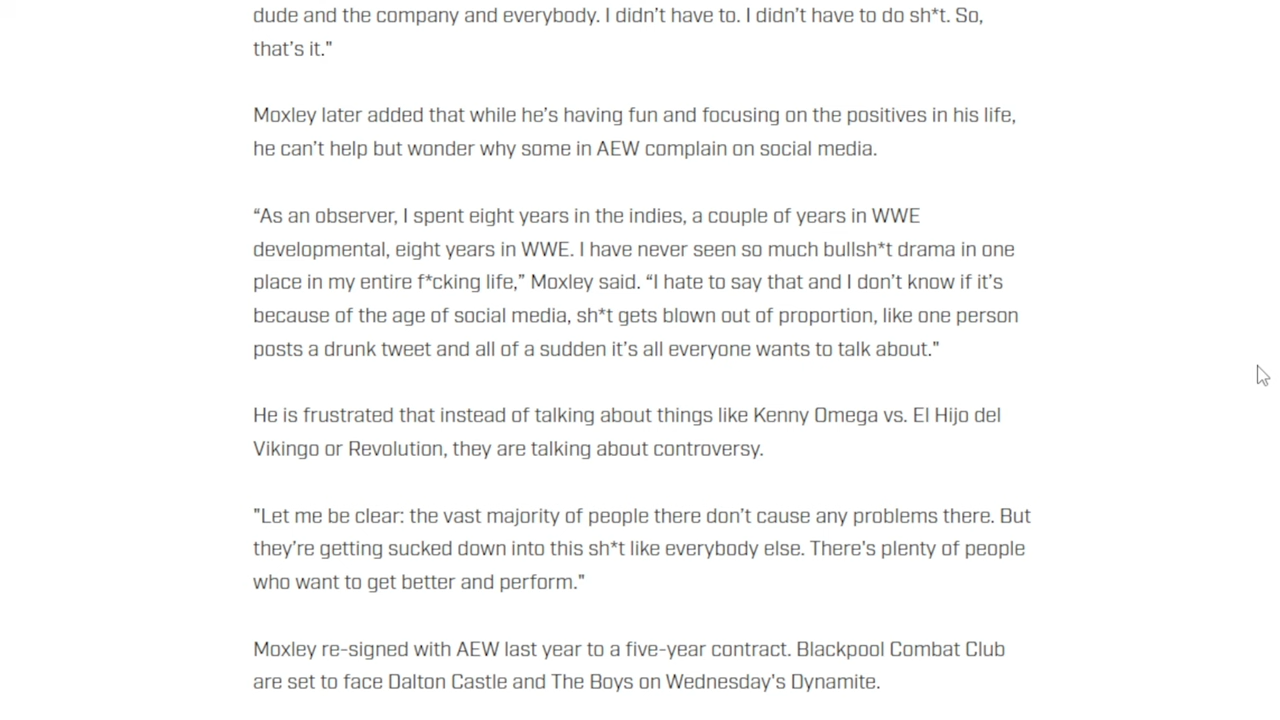 dude and the company and everybody. I didn’t have to. I didn’t have to do sh*t. So,
that’s it."
Moxley later added that while he’s having fun and focusing on the positives in his life,
he can’t help but wonder why some in AEW complain on social media.
“As an observer, I spent eight years in the indies, a couple of years in WWE
developmental, eight years in WWE. I have never seen so much bullsh*t drama in one
place in my entire f*cking life,” Moxley said. “I hate to say that and I don’t know if it’s
because of the age of social media, sh*t gets blown out of proportion, like one person
posts a drunk tweet and all of a sudden it’s all everyone wants to talk about."
He is frustrated that instead of talking about things like Kenny Omega vs. El Hijo del
Vikingo or Revolution, they are talking about controversy.
"Let me be clear: the vast majority of people there don’t cause any problems there. But
they’re getting sucked down into this sh*t like everybody else. There's plenty of people
who want to get better and perform."
Moxley re-signed with AEW last year to a five-year contract. Blackpool Combat Club
are set to face Dalton Castle and The Boys on Wednesday's Dynamite.